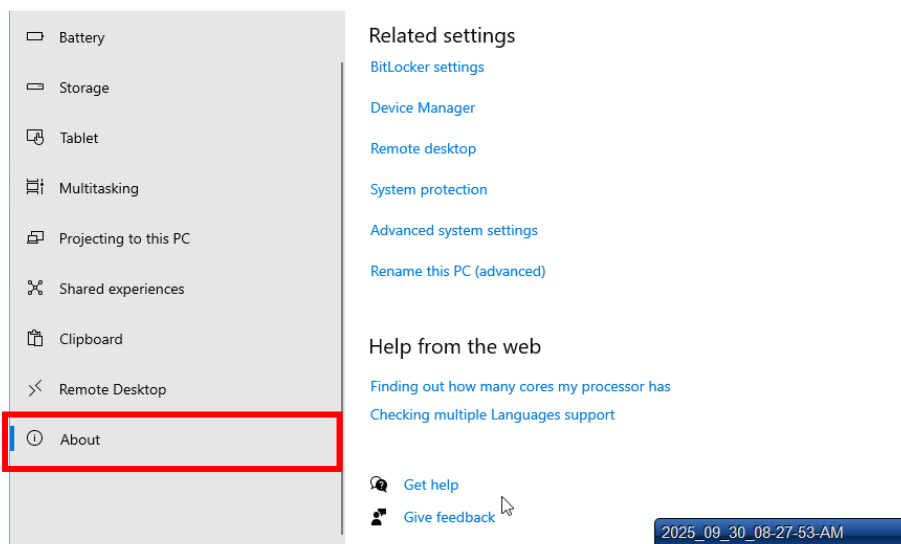 Battery
Storage
Tablet
Multitasking
Projecting to this PC
Shared experiences
Clipboard
Remote Desktop
About
Related settings
BitLocker settings
Device Manager
Remote desktop
System protection
Advanced system settings
Rename this PC (advanced)
Help from the web
Finding out how many cores my processor has
Checking multiple Languages support
Get help
Give feedback
2025_09_30_08-27-53-AM